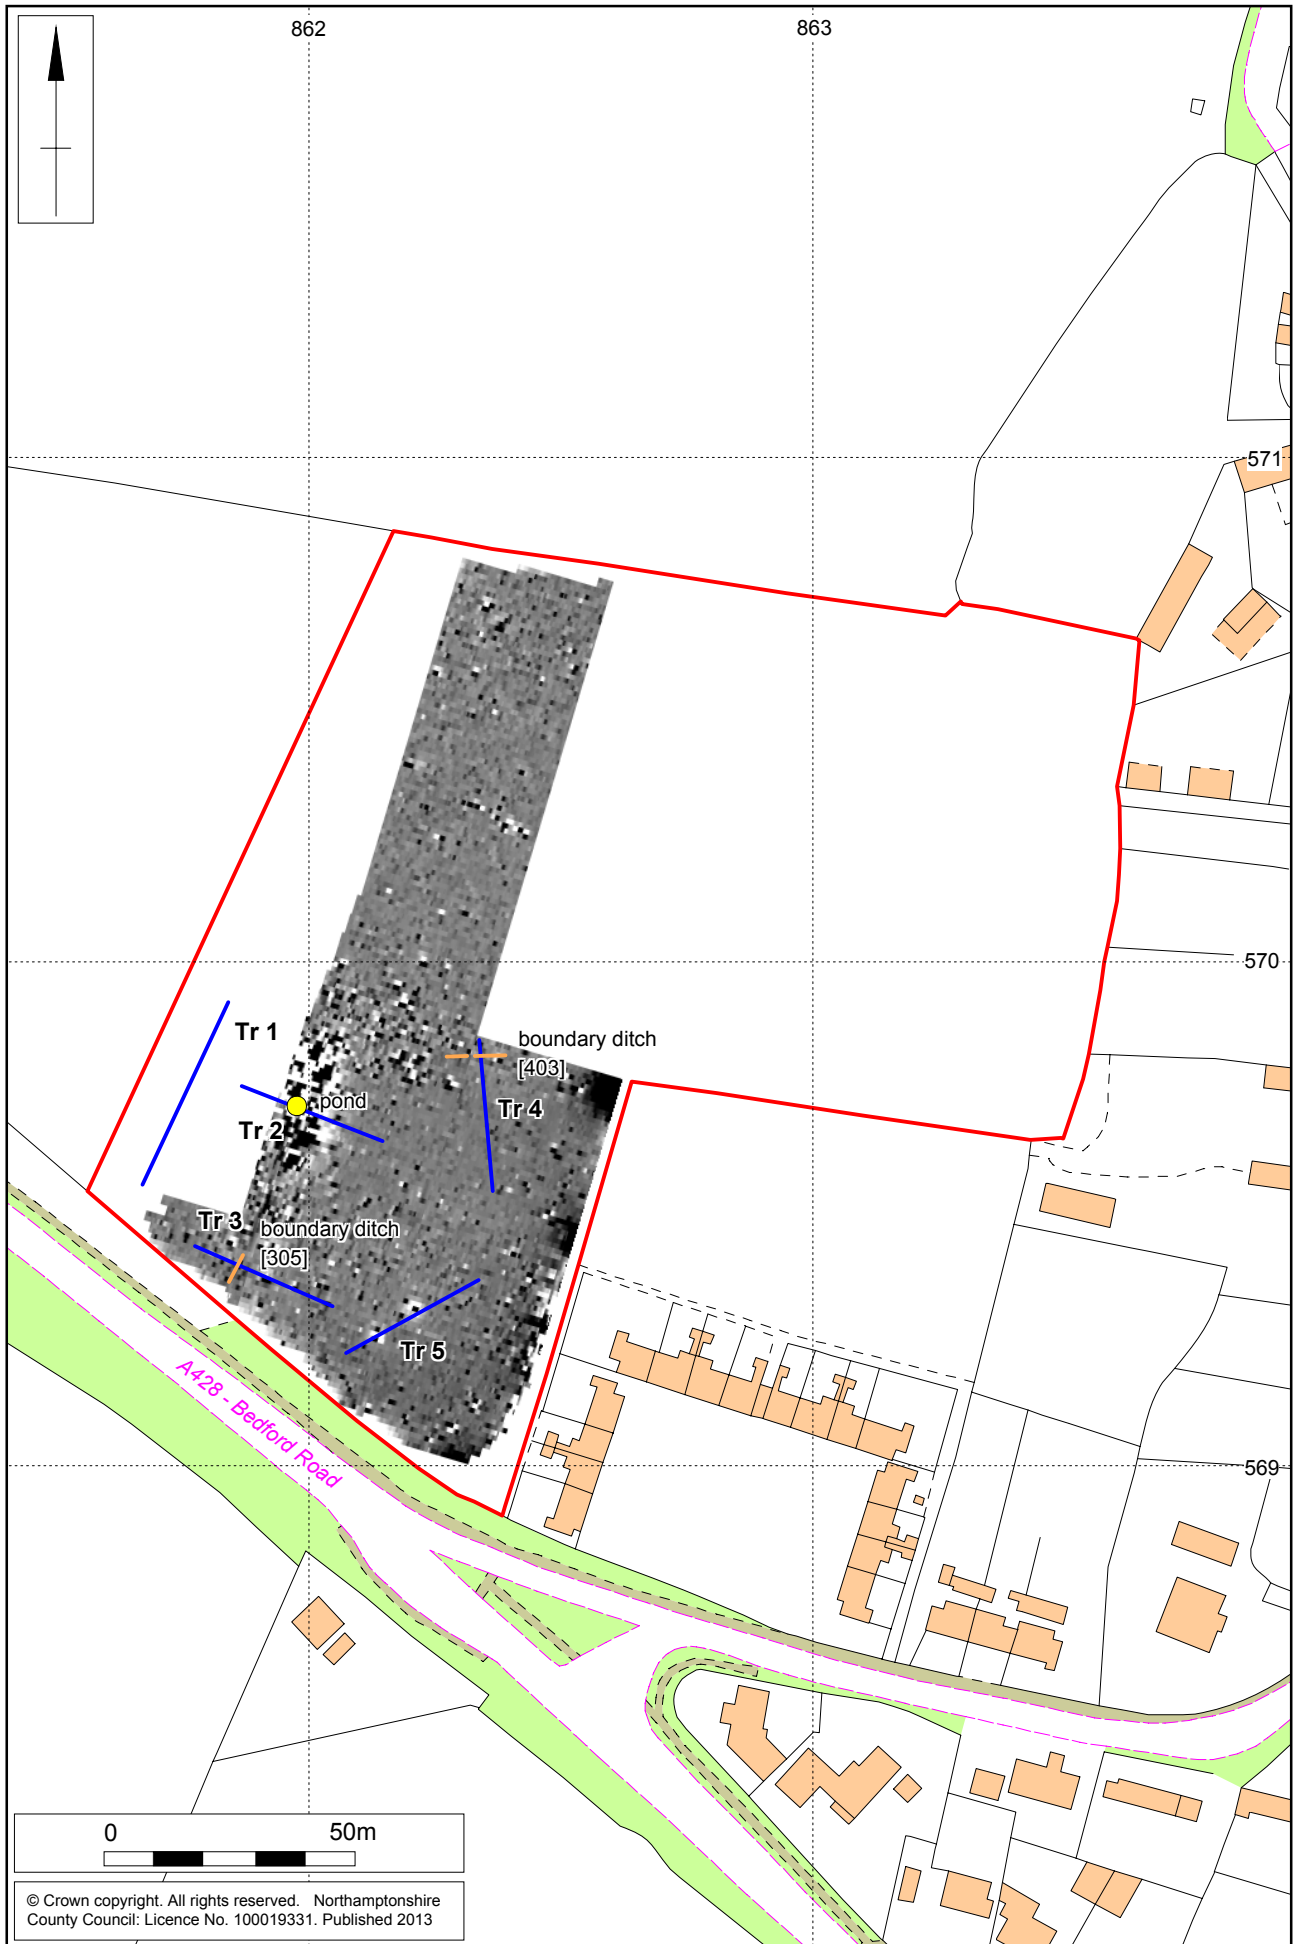 862
863
571
570
Tr 1
boundary ditch
[403]
pond
Tr 4
Tr 2
Tr 3
boundary ditch
[305]
Tr 5
A428 - Bedford Road
569
0
50m
© Crown copyright. All rights reserved. Northamptonshire
County Council: Licence No. 100019331. Published 2013